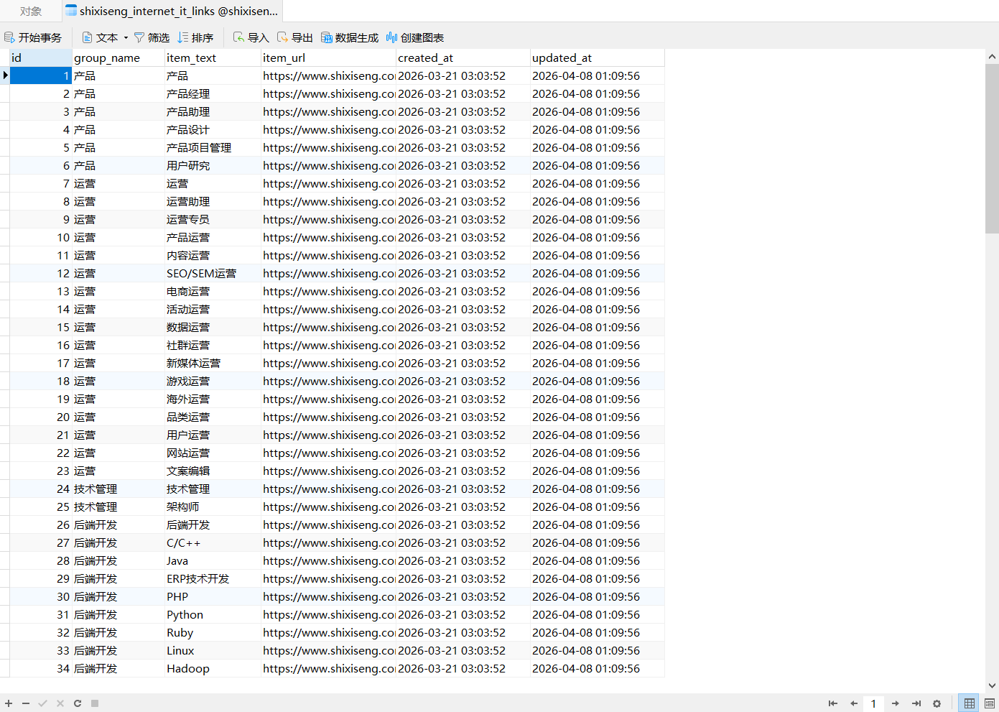 对象 shixiseng_internet_it_links @shixisen...
开始事务 文本 筛选 排序 导入 导出 数据生成 创建图表
id group_name item_text item_url created_at updated_at
1 产品 产品 https://www.shixiseng.co 2026-03-21 03:03:52 2026-04-08 01:09:56
2 产品 产品经理 https://www.shixiseng.co 2026-03-21 03:03:52 2026-04-08 01:09:56
3 产品 产品助理 https://www.shixiseng.co 2026-03-21 03:03:52 2026-04-08 01:09:56
4 产品 产品设计 https://www.shixiseng.co 2026-03-21 03:03:52 2026-04-08 01:09:56
5 产品 产品项目管理 https://www.shixiseng.co 2026-03-21 03:03:52 2026-04-08 01:09:56
6 产品 用户研究 https://www.shixiseng.co 2026-03-21 03:03:52 2026-04-08 01:09:56
7 运营 运营 https://www.shixiseng.co 2026-03-21 03:03:52 2026-04-08 01:09:56
8 运营 运营助理 https://www.shixiseng.co 2026-03-21 03:03:52 2026-04-08 01:09:56
9 运营 运营专员 https://www.shixiseng.co 2026-03-21 03:03:52 2026-04-08 01:09:56
10 运营 产品运营 https://www.shixiseng.co 2026-03-21 03:03:52 2026-04-08 01:09:56
11 运营 内容运营 https://www.shixiseng.co 2026-03-21 03:03:52 2026-04-08 01:09:56
12 运营 SEO/SEM运营 https://www.shixiseng.co 2026-03-21 03:03:52 2026-04-08 01:09:56
13 运营 电商运营 https://www.shixiseng.co 2026-03-21 03:03:52 2026-04-08 01:09:56
14 运营 活动运营 https://www.shixiseng.co 2026-03-21 03:03:52 2026-04-08 01:09:56
15 运营 数据运营 https://www.shixiseng.co 2026-03-21 03:03:52 2026-04-08 01:09:56
16 运营 社群运营 https://www.shixiseng.co 2026-03-21 03:03:52 2026-04-08 01:09:56
17 运营 新媒体运营 https://www.shixiseng.co 2026-03-21 03:03:52 2026-04-08 01:09:56
18 运营 游戏运营 https://www.shixiseng.co 2026-03-21 03:03:52 2026-04-08 01:09:56
19 运营 海外运营 https://www.shixiseng.co 2026-03-21 03:03:52 2026-04-08 01:09:56
20 运营 品类运营 https://www.shixiseng.co 2026-03-21 03:03:52 2026-04-08 01:09:56
21 运营 用户运营 https://www.shixiseng.co 2026-03-21 03:03:52 2026-04-08 01:09:56
22 运营 网站运营 https://www.shixiseng.co 2026-03-21 03:03:52 2026-04-08 01:09:56
23 运营 文案编辑 https://www.shixiseng.co 2026-03-21 03:03:52 2026-04-08 01:09:56
24 技术管理 技术管理 https://www.shixiseng.co 2026-03-21 03:03:52 2026-04-08 01:09:56
25 技术管理 架构师 https://www.shixiseng.co 2026-03-21 03:03:52 2026-04-08 01:09:56
26 后端开发 后端开发 https://www.shixiseng.co 2026-03-21 03:03:52 2026-04-08 01:09:56
27 后端开发 C/C++ https://www.shixiseng.co 2026-03-21 03:03:52 2026-04-08 01:09:56
28 后端开发 Java https://www.shixiseng.co 2026-03-21 03:03:52 2026-04-08 01:09:56
29 后端开发 ERP技术开发 https://www.shixiseng.co 2026-03-21 03:03:52 2026-04-08 01:09:56
30 后端开发 PHP https://www.shixiseng.co 2026-03-21 03:03:52 2026-04-08 01:09:56
31 后端开发 Python https://www.shixiseng.co 2026-03-21 03:03:52 2026-04-08 01:09:56
32 后端开发 Ruby https://www.shixiseng.co 2026-03-21 03:03:52 2026-04-08 01:09:56
33 后端开发 Linux https://www.shixiseng.co 2026-03-21 03:03:52 2026-04-08 01:09:56
34 后端开发 Hadoop https://www.shixiseng.co 2026-03-21 03:03:52 2026-04-08 01:09:56
1